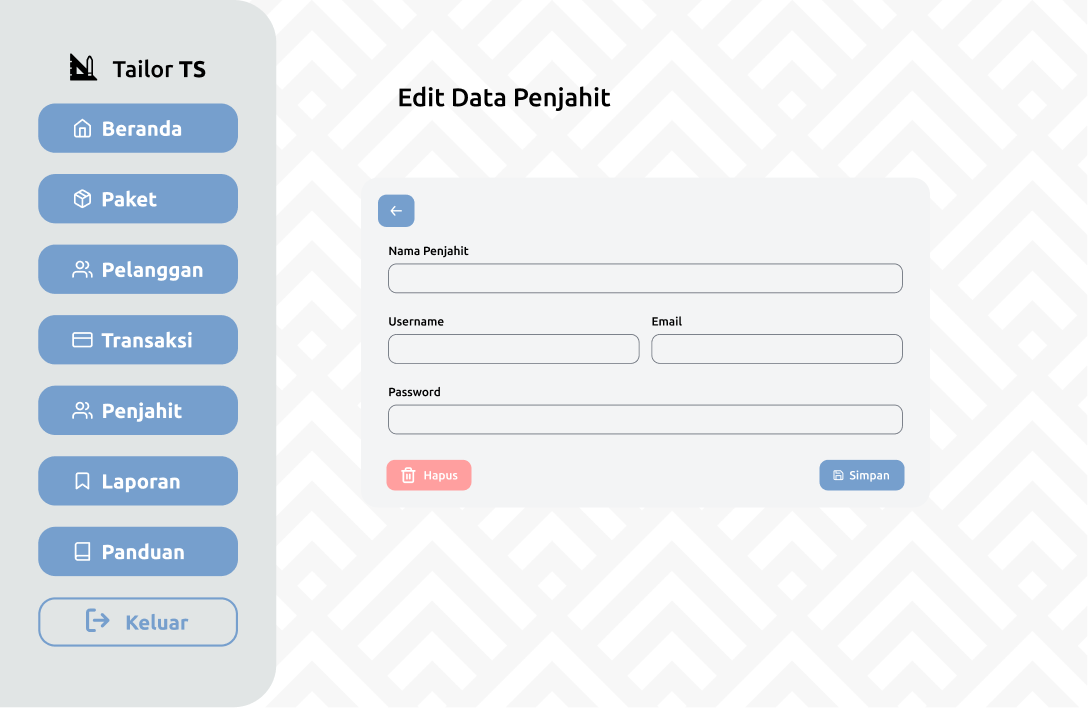 Tailor TS
Beranda
Paket
Pelanggan
Transaksi
Penjahit
Laporan
Panduan
Keluar
Edit Data Penjahit
Nama Penjahit
Username Email
Password
Hapus Simpan